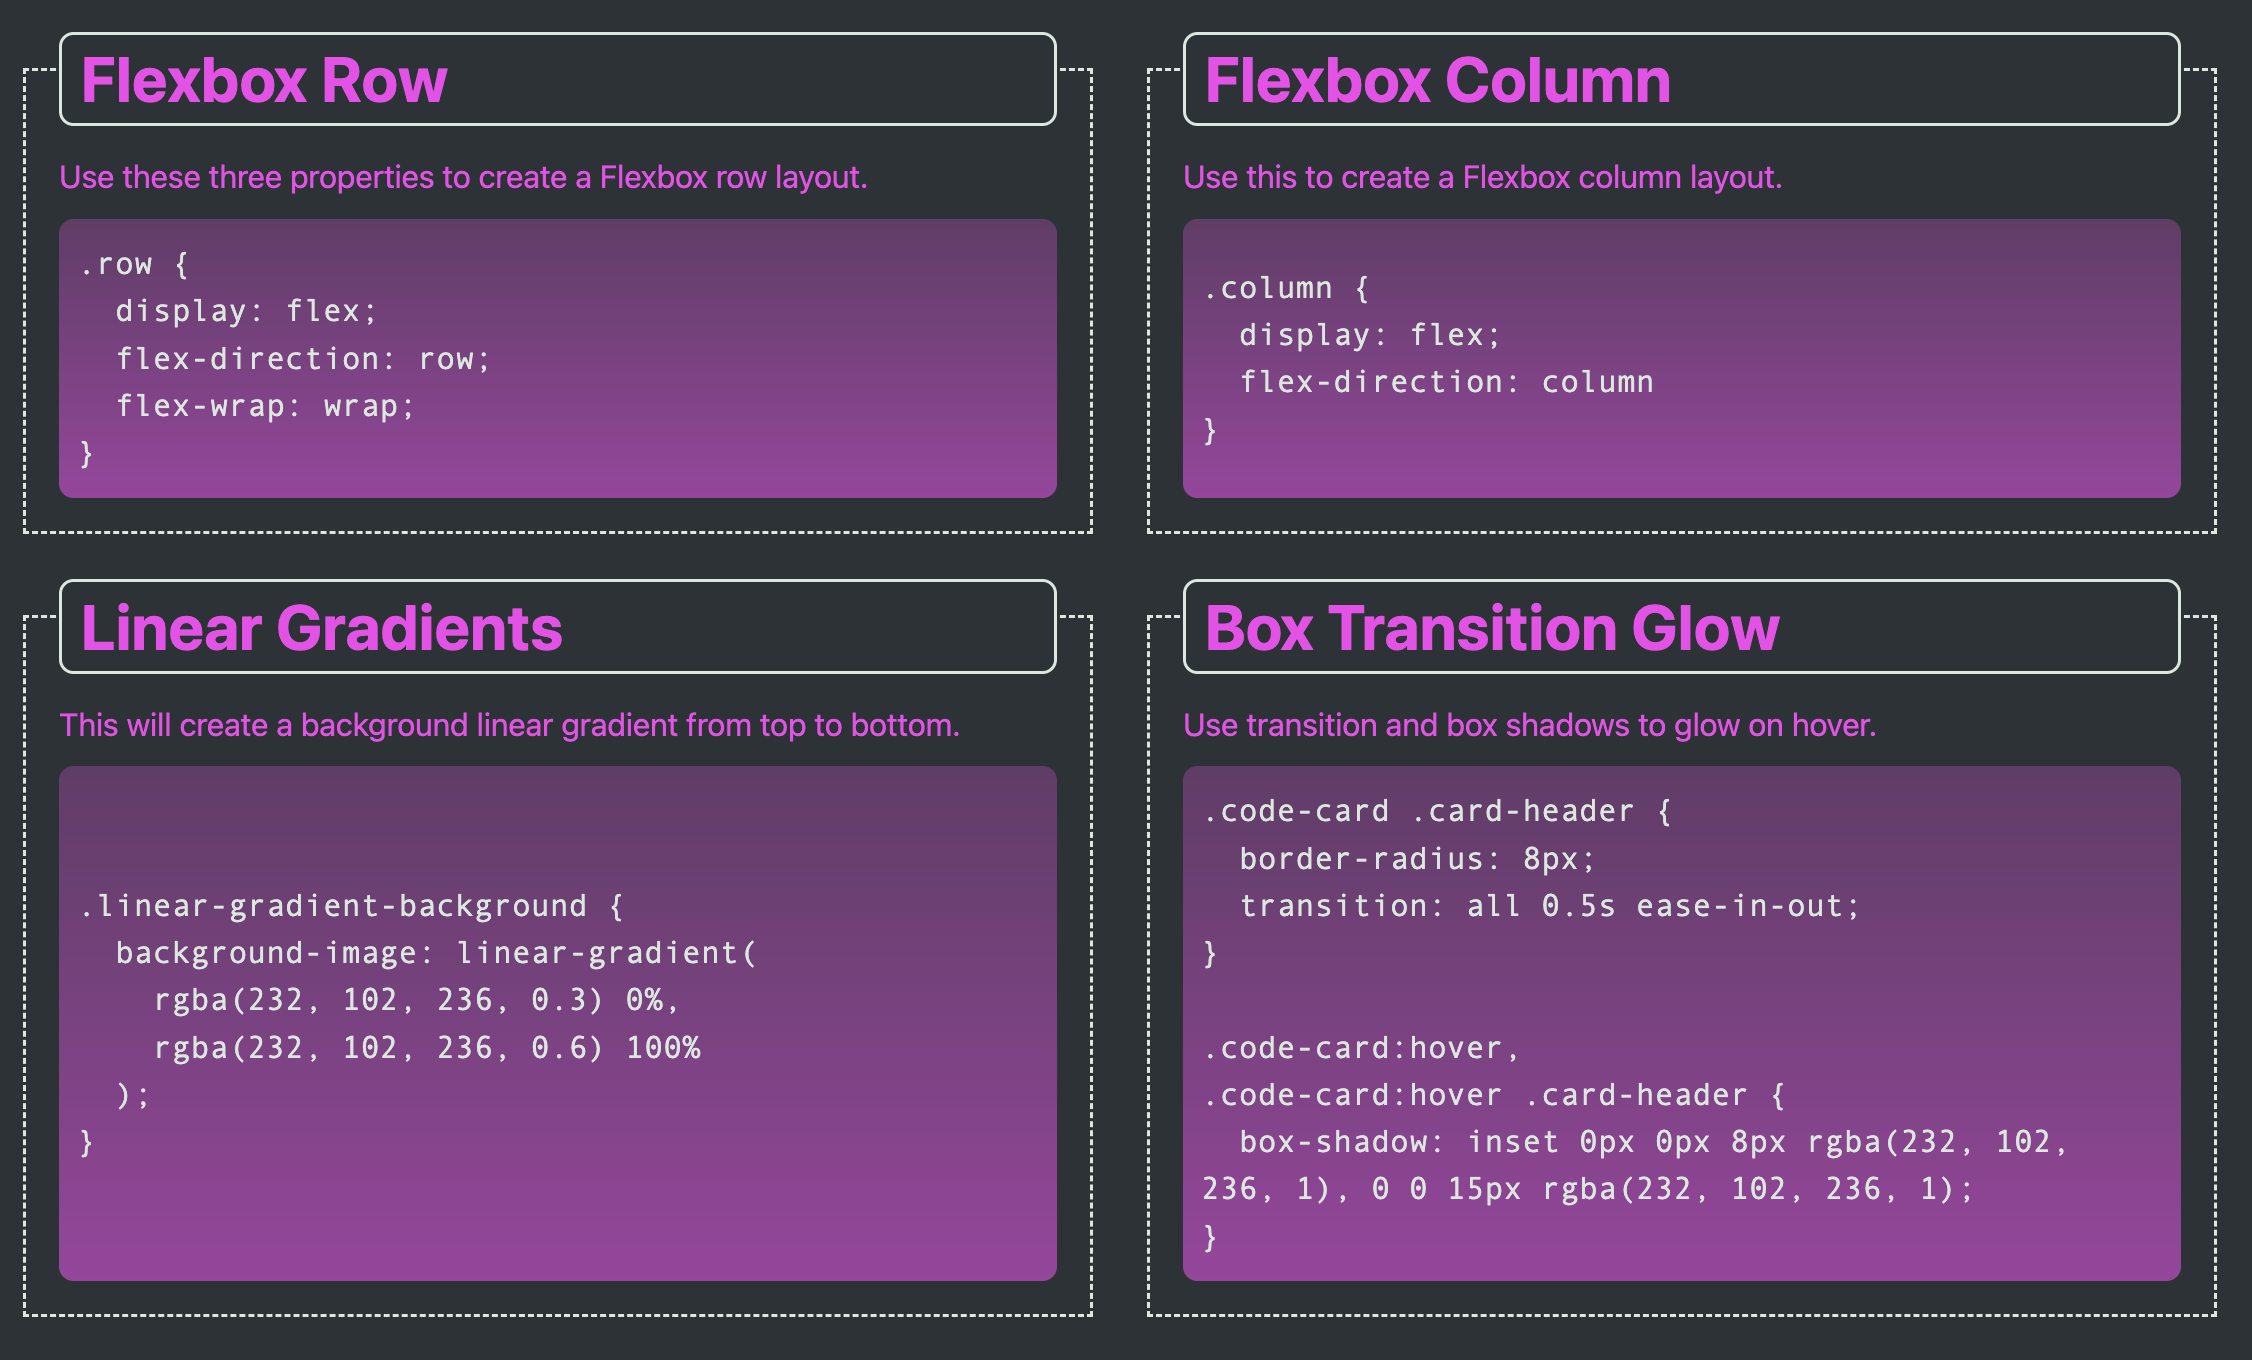 Flexbox Row
Use these three properties to create a Flexbox row layout.
.row {
  display: flex;
  flex-direction: row;
  flex-wrap: wrap;
}
Flexbox Column
Use this to create a Flexbox column layout.
.column {
  display: flex;
  flex-direction: column
}
Linear Gradients
This will create a background linear gradient from top to bottom.
.linear-gradient-background {
  background-image: linear-gradient(
    rgba(232, 102, 236, 0.3) 0%,
    rgba(232, 102, 236, 0.6) 100%
  );
}
Box Transition Glow
Use transition and box shadows to glow on hover.
.code-card .card-header {
  border-radius: 8px;
  transition: all 0.5s ease-in-out;
}
.code-card:hover,
.code-card:hover .card-header {
  box-shadow: inset 0px 0px 8px rgba(232, 102,
236, 1), 0 0 15px rgba(232, 102, 236, 1);
}